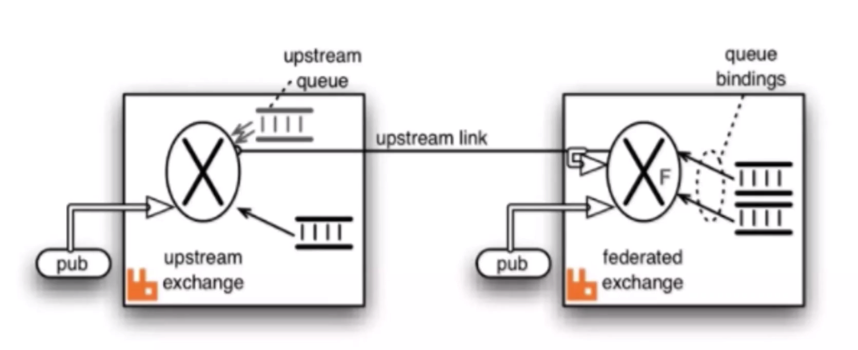 upstream
queue
queue
bindings
upstream link
F
pub
upstream
exchange
pub
federated
exchange